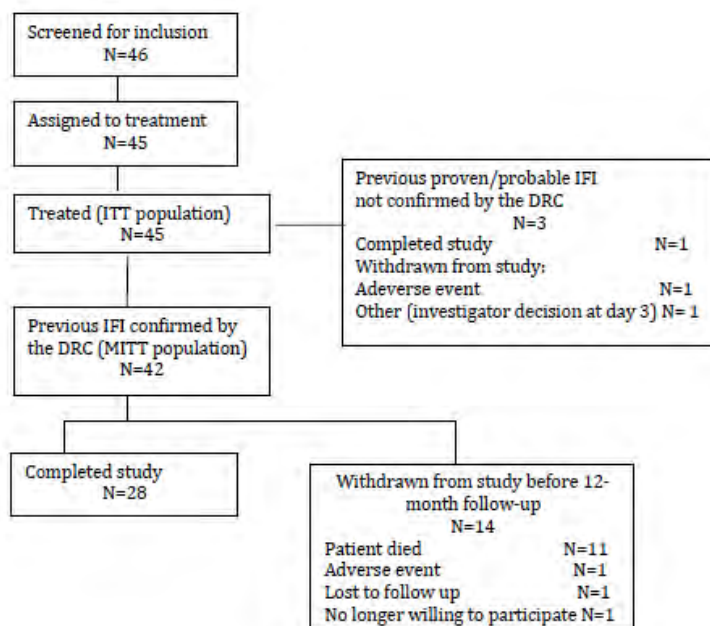 Screened for inclusion
N=46
Assigned to treatment
N=45
Treated (ITT population)
N=45
Previous proven/probable IFI
not confirmed by the DRC
N=3
Completed study N=1
Withdrawn from study:
Adeverse event N=1
Other (investigator decision at day 3) N= 1
Previous IFI confirmed by
the DRC (MITT population)
N=42
Completed study
N=28
Withdrawn from study before 12-
month follow-up
N=14
Patient died N=11
Adverse event N=1
Lost to follow up N=1
No longer willing to participate N=1